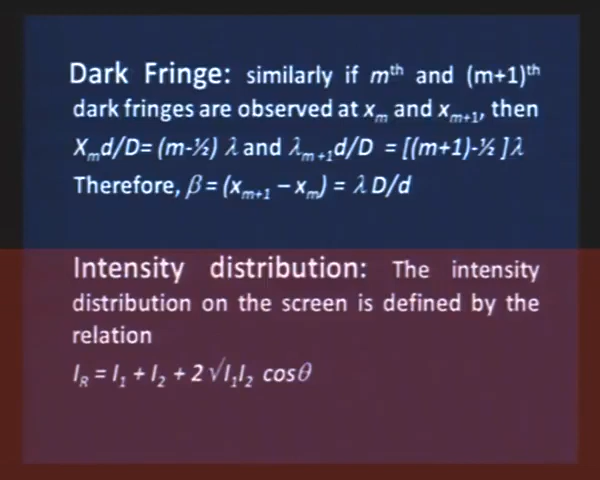 Dark Fringe: similarly if mᵗʰ and (m+1)ᵗʰ
dark fringes are observed at xₘ and xₘ₊₁, then
Xₘd/D= (m-½) λ and λₘ₊₁d/D = [(m+1)-½ ]λ
Therefore, β = (xₘ₊₁ – xₘ) = λ D/d
Intensity distribution: The intensity
distribution on the screen is defined by the
relation
I_R = I₁ + I₂ + 2 √I₁I₂ cosθ